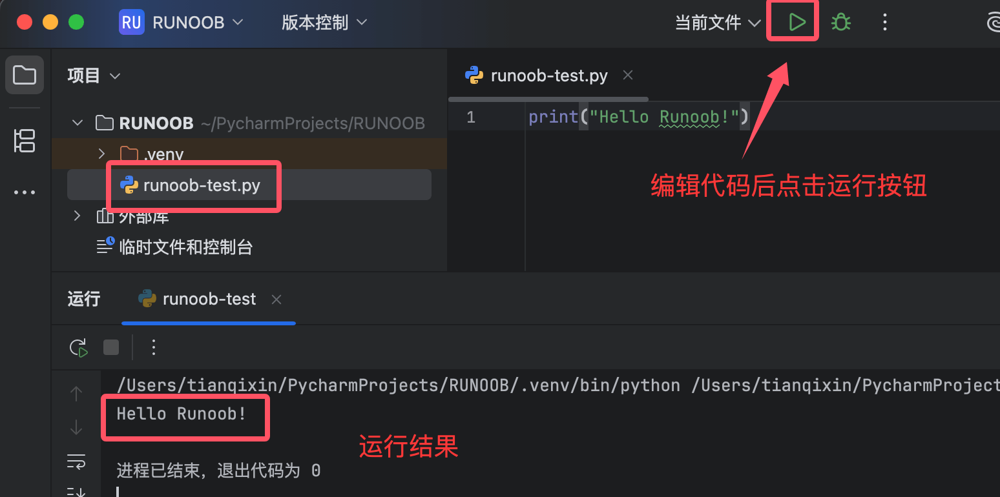 RU RUNOOB 版本控制 当前文件
项目
runoob-test.py
RUNOOB ~/PycharmProjects/RUNOOB
1 print("Hello Runoob!")
.venv
runoob-test.py
编辑代码后点击运行按钮
外部库
临时文件和控制台
运行 runoob-test
/Users/tianqixin/PycharmProjects/RUNOOB/.venv/bin/python /Users/tianqixin/PycharmProject
Hello Runoob!
运行结果
进程已结束，退出代码为 0